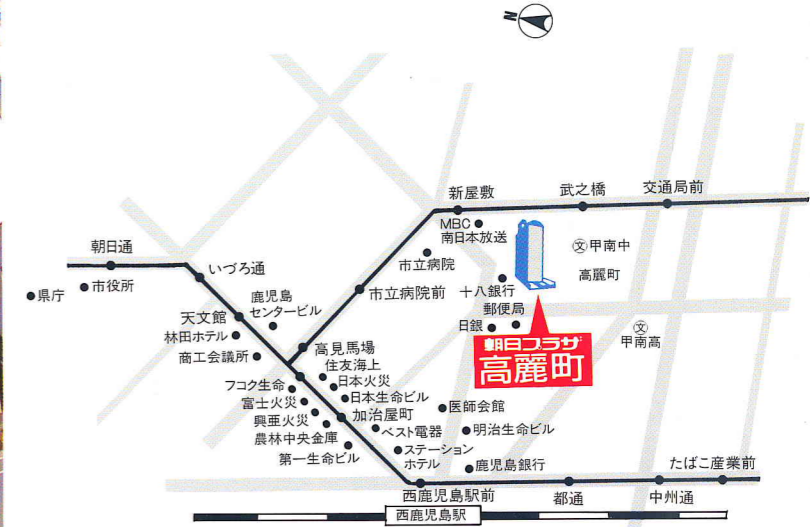 N
新屋敷
武之橋
交通局前
MBC
南日本放送
朝日通
いづろ通
市立病院
㊛甲南中
高麗町
県庁
市役所
鹿児島
センタービル
市立病院前
十八銀行
天文館
郵便局
日銀
林田ホテル
文
甲南高
商工会議所
高見馬場
朝日プラザ
高麗町
住友海上
フコク生命
日本火災
富士火災
日本生命ビル
興亜火災
加治屋町
医師会館
農林中央金庫
ベスト電器
明治生命ビル
第一生命ビル
ステーション
ホテル
鹿児島銀行
たばこ産業前
西鹿児島駅前
都通
中州通
西鹿児島駅